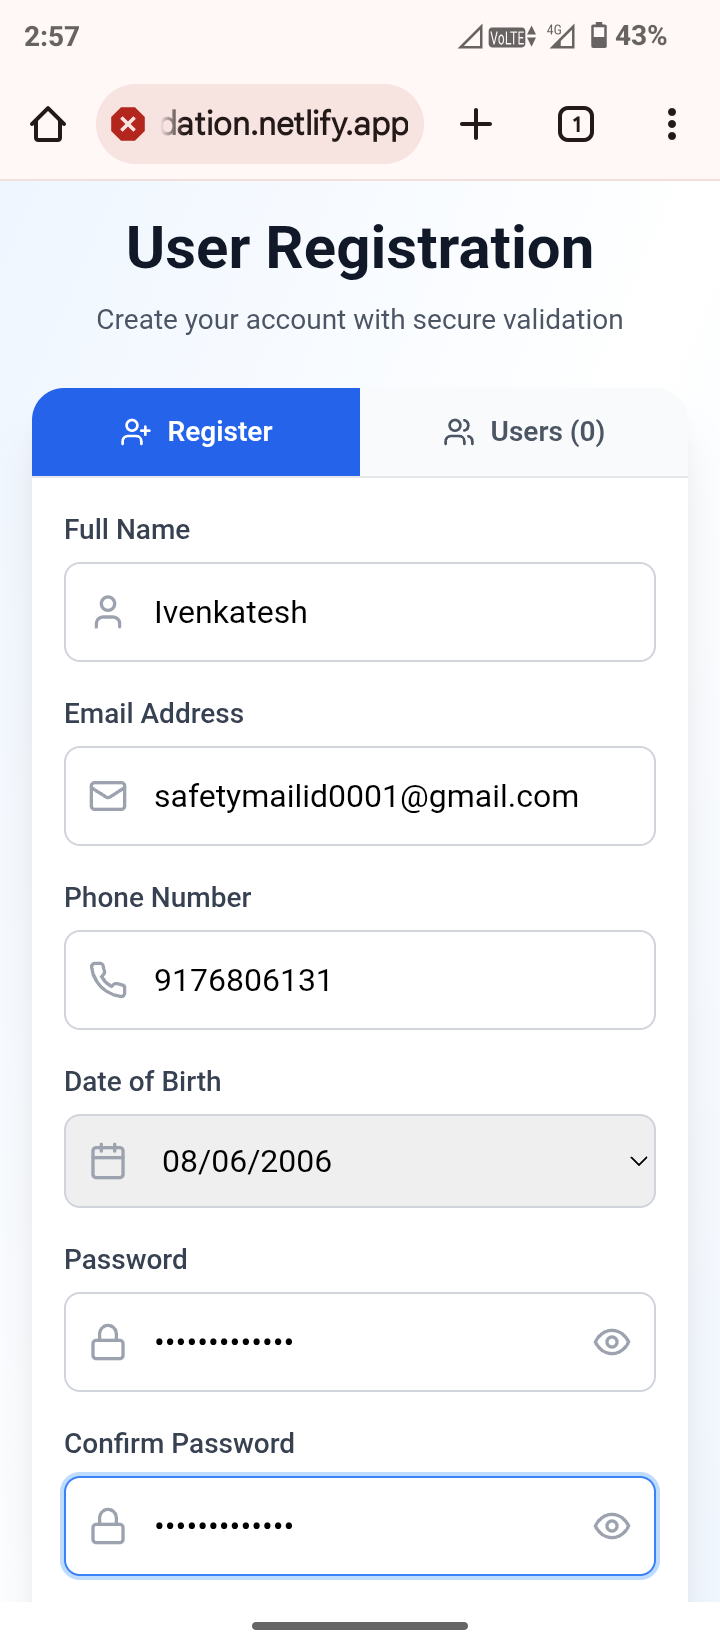 2:57
VoLTE 4G 43%
dation.netlify.app
1
User Registration
Create your account with secure validation
Register
Users (0)
Full Name
Ivenkatesh
Email Address
safetymailid0001@gmail.com
Phone Number
9176806131
Date of Birth
08/06/2006
Password
•••••••••••••
Confirm Password
•••••••••••••